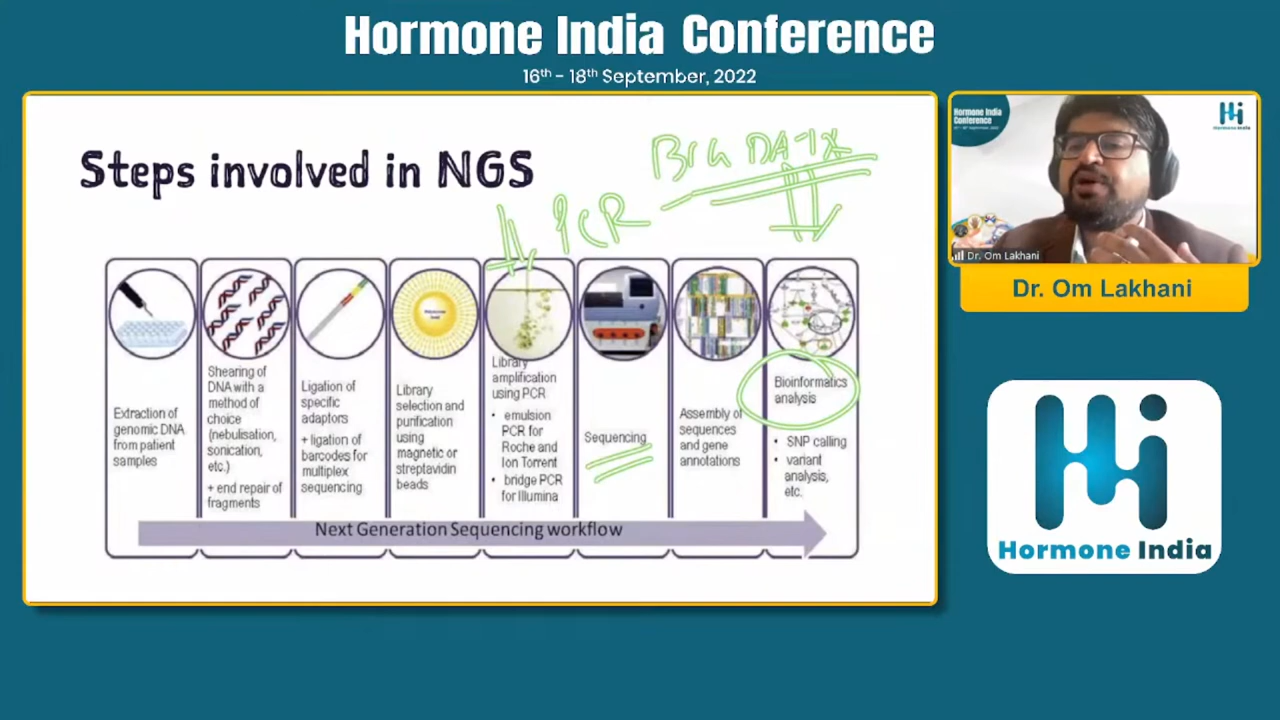 Hormone India Conference
16th - 18th September, 2022
Steps involved in NGS
PCR
BIG DATA
Extraction of
genomic DNA
from patient
samples
Shearing of
DNA with a
method of
choice
(nebulisation,
sonication,
etc.)
+ end repair of
fragments
Ligation of
specific
adaptors
+ ligation of
barcodes for
multiplex
sequencing
Library
selection and
purification
using
magnetic or
streptavidin
beads
Library
amplification
using PCR
• emulsion
PCR for
Roche and
Ion Torrent
• bridge PCR
for Illumina
Sequencing
Assembly of
sequences
and gene
annotations
Bioinformatics
analysis
• SNP calling
• variant
analysis,
etc.
Next Generation Sequencing workflow
Hormone India
Conference
Hormone India
Dr. Om Lakhani
Dr. Om Lakhani
Hormone India